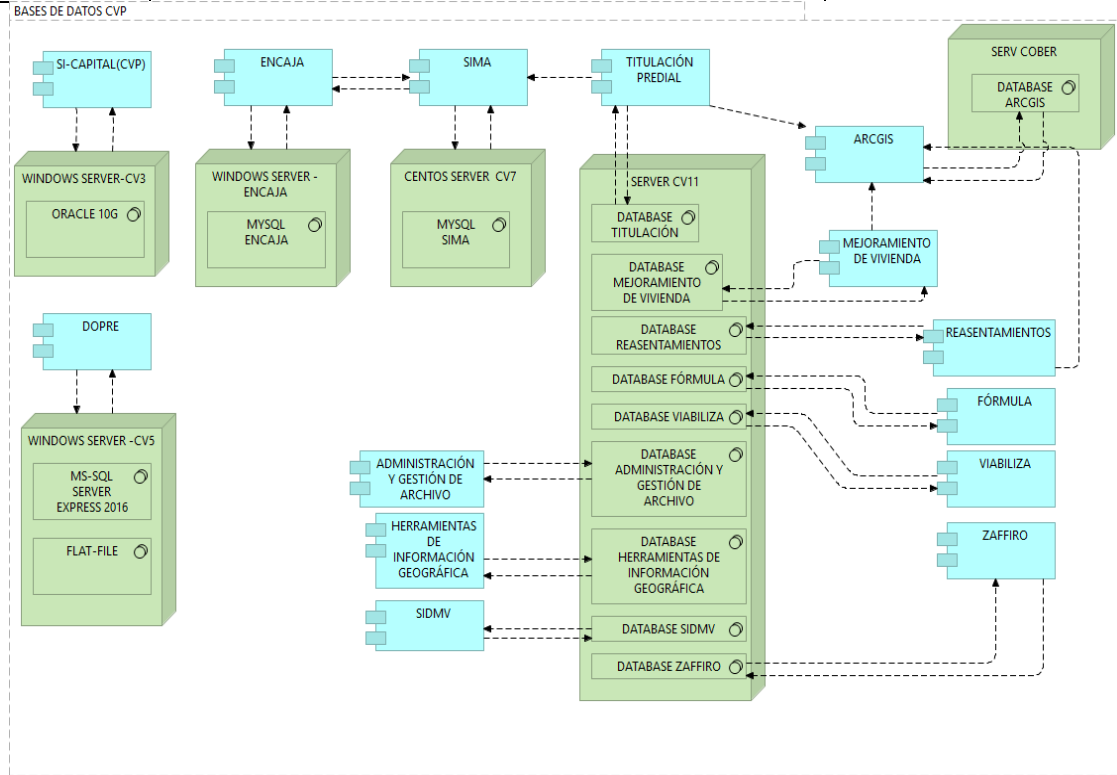 BASES DE DATOS CVP
SI-CAPITAL(CVP)
ENCAJA
SIMA
TITULACIÓN
PREDIAL
SERV COBER
DATABASE
ARCGIS
ARCGIS
WINDOWS SERVER-CV3
ORACLE 10G
WINDOWS SERVER -
ENCAJA
MYSQL
ENCAJA
CENTOS SERVER CV7
MYSQL
SIMA
SERVER CV11
DATABASE
TITULACIÓN
DATABASE
MEJORAMIENTO
DE VIVIENDA
DATABASE
REASENTAMIENTOS
DATABASE FÓRMULA
DATABASE VIABILIZA
DATABASE
ADMINISTRACIÓN Y
GESTIÓN DE
ARCHIVO
DATABASE
HERRAMIENTAS DE
INFORMACIÓN
GEOGRÁFICA
DATABASE SIDMV
DATABASE ZAFFIRO
MEJORAMIENTO
DE VIVIENDA
REASENTAMIENTOS
FÓRMULA
VIABILIZA
ZAFFIRO
DOPRE
WINDOWS SERVER -CV5
MS-SQL
SERVER
EXPRESS 2016
FLAT-FILE
ADMINISTRACIÓN
Y GESTIÓN DE
ARCHIVO
HERRAMIENTAS
DE
INFORMACIÓN
GEOGRÁFICA
SIDMV